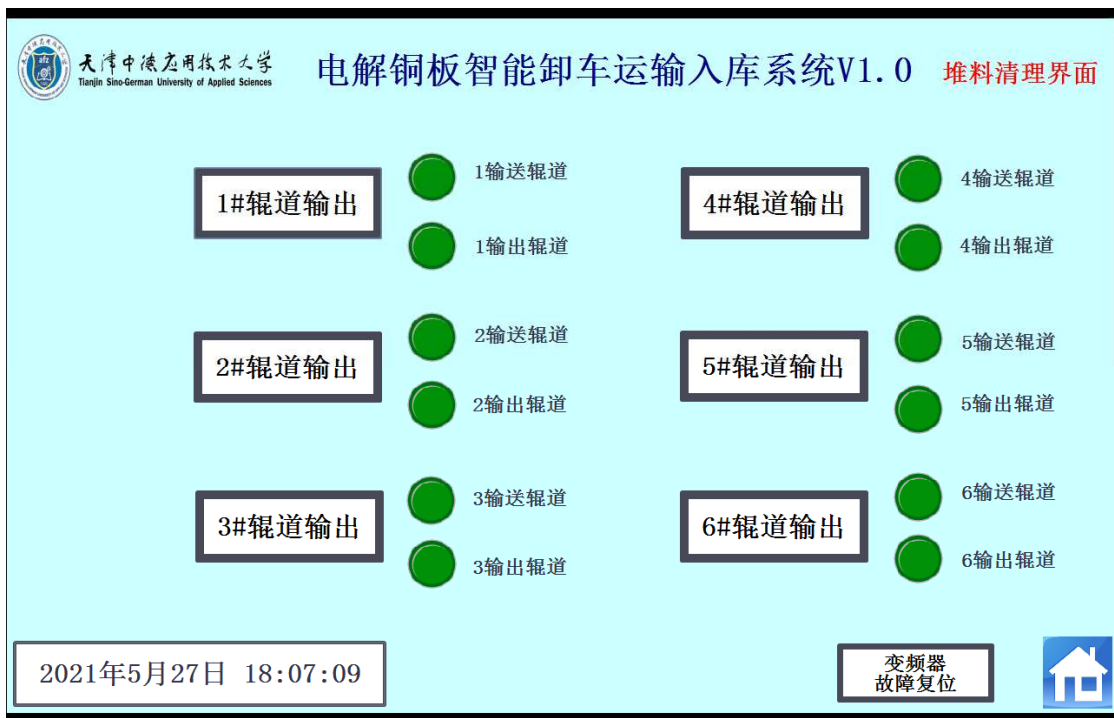 天津中德应用技术大学
Tianjin Sino-German University of Applied Sciences
电解铜板智能卸车运输入库系统V1.0
堆料清理界面
1#辊道输出
1输送辊道
1输出辊道
4#辊道输出
4输送辊道
4输出辊道
2#辊道输出
2输送辊道
2输出辊道
5#辊道输出
5输送辊道
5输出辊道
3#辊道输出
3输送辊道
3输出辊道
6#辊道输出
6输送辊道
6输出辊道
2021年5月27日 18:07:09
变频器
故障复位